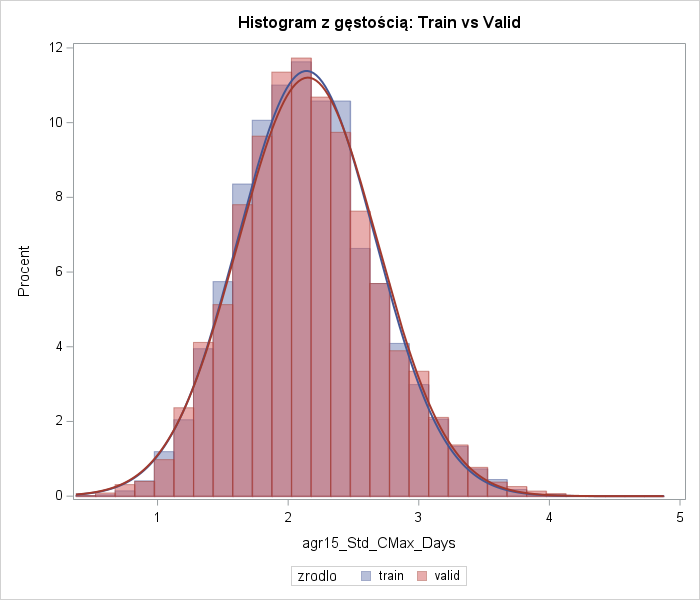 Histogram z gęstością: Train vs Valid
12
10
8
6
4
2
0
Procent
1 2 3 4 5
agr15_Std_CMax_Days
zrodlo train valid